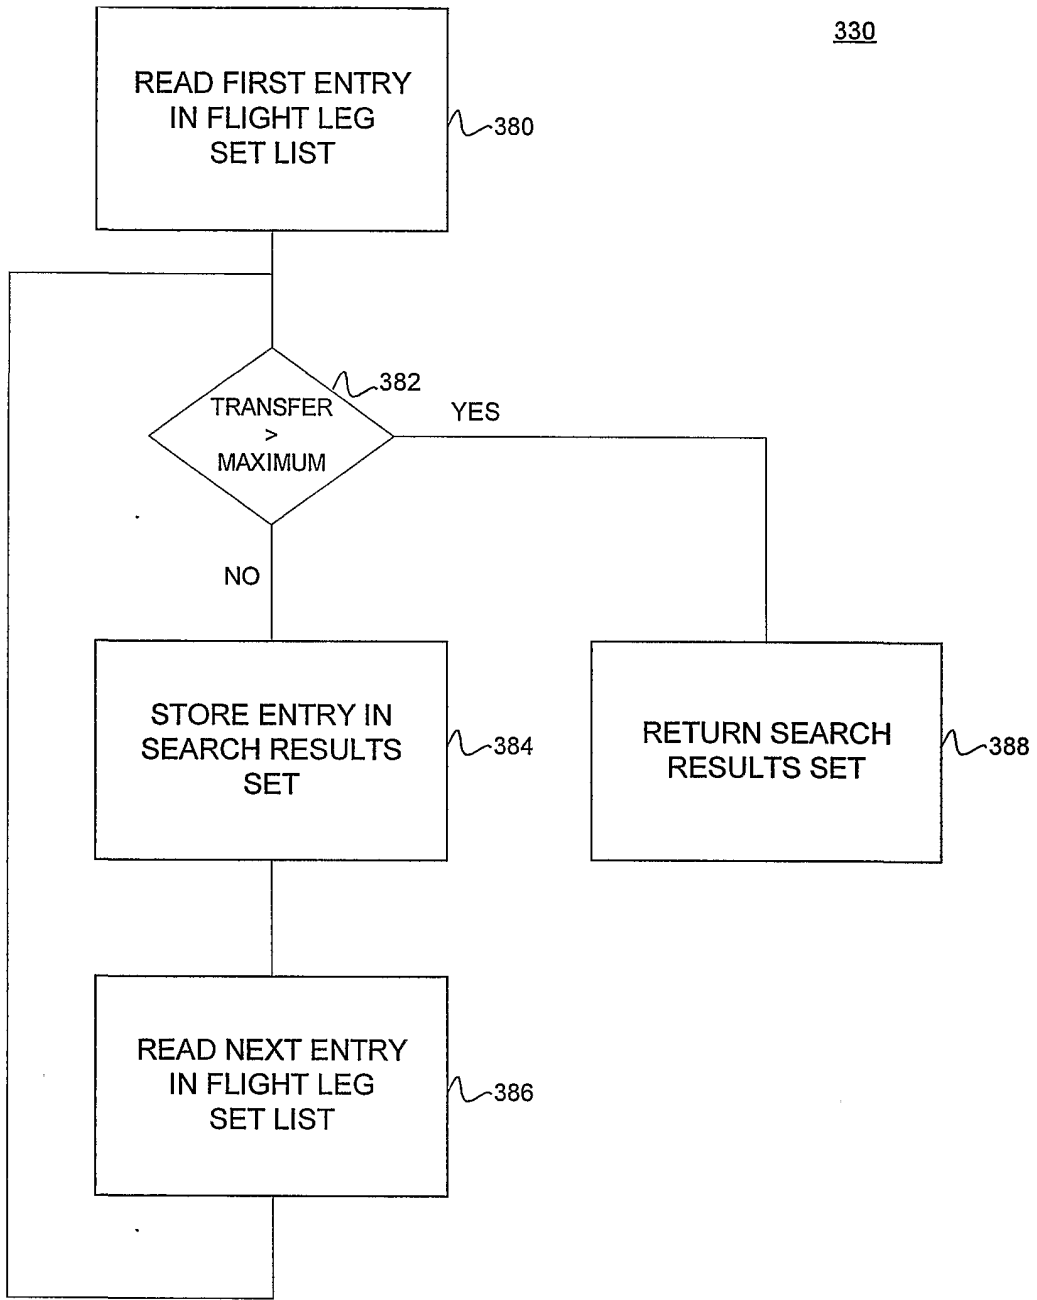 330
READ FIRST ENTRY
IN FLIGHT LEG
SET LIST
380
382
TRANSFER
>
MAXIMUM
YES
NO
STORE ENTRY IN
SEARCH RESULTS
SET
384
RETURN SEARCH
RESULTS SET
388
READ NEXT ENTRY
IN FLIGHT LEG
SET LIST
386